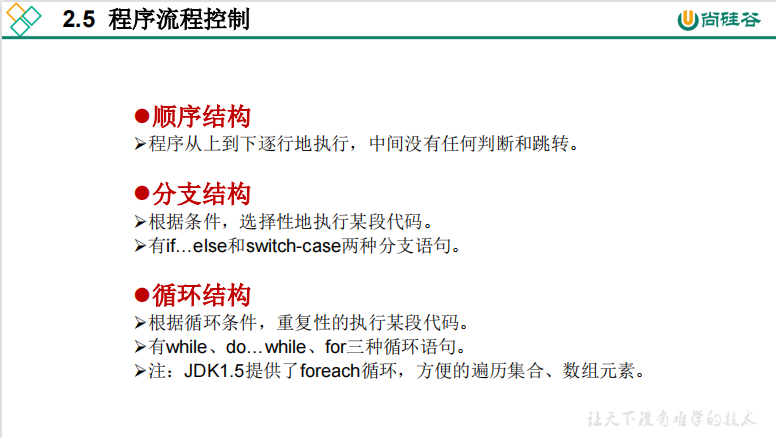 2.5 程序流程控制
尚硅谷
●顺序结构
➢程序从上到下逐行地执行，中间没有任何判断和跳转。
●分支结构
➢根据条件，选择性地执行某段代码。
➢有if…else和switch-case两种分支语句。
●循环结构
➢根据循环条件，重复性的执行某段代码。
➢有while、do…while、for三种循环语句。
➢注：JDK1.5提供了foreach循环，方便的遍历集合、数组元素。
让天下没有难学的技术